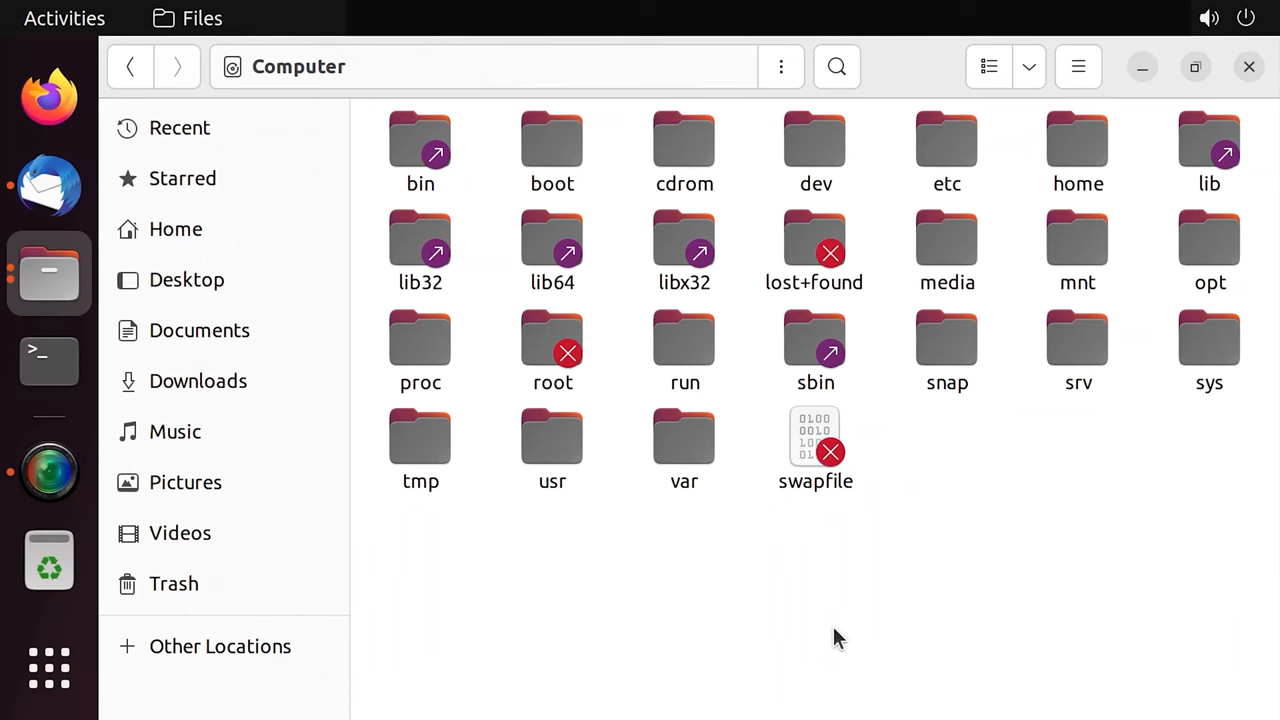 Activities Files
Computer
Recent
Starred
Home
Desktop
Documents
Downloads
Music
Pictures
Videos
Trash
Other Locations
bin boot cdrom dev etc home lib
lib32 lib64 libx32 lost+found media mnt opt
proc root run sbin snap srv sys
tmp usr var swapfile